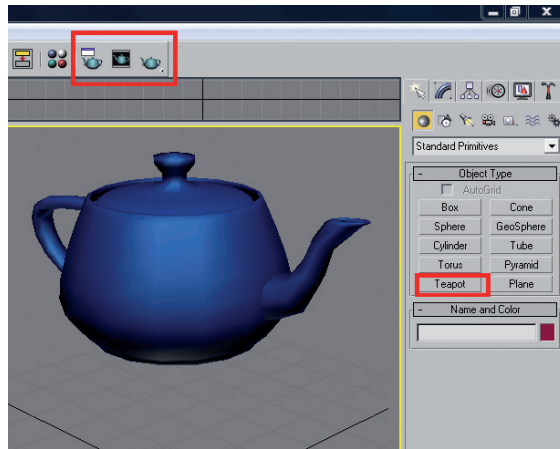 Standard Primitives
- Object Type
AutoGrid
Box Cone
Sphere GeoSphere
Cylinder Tube
Torus Pyramid
Teapot Plane
- Name and Color